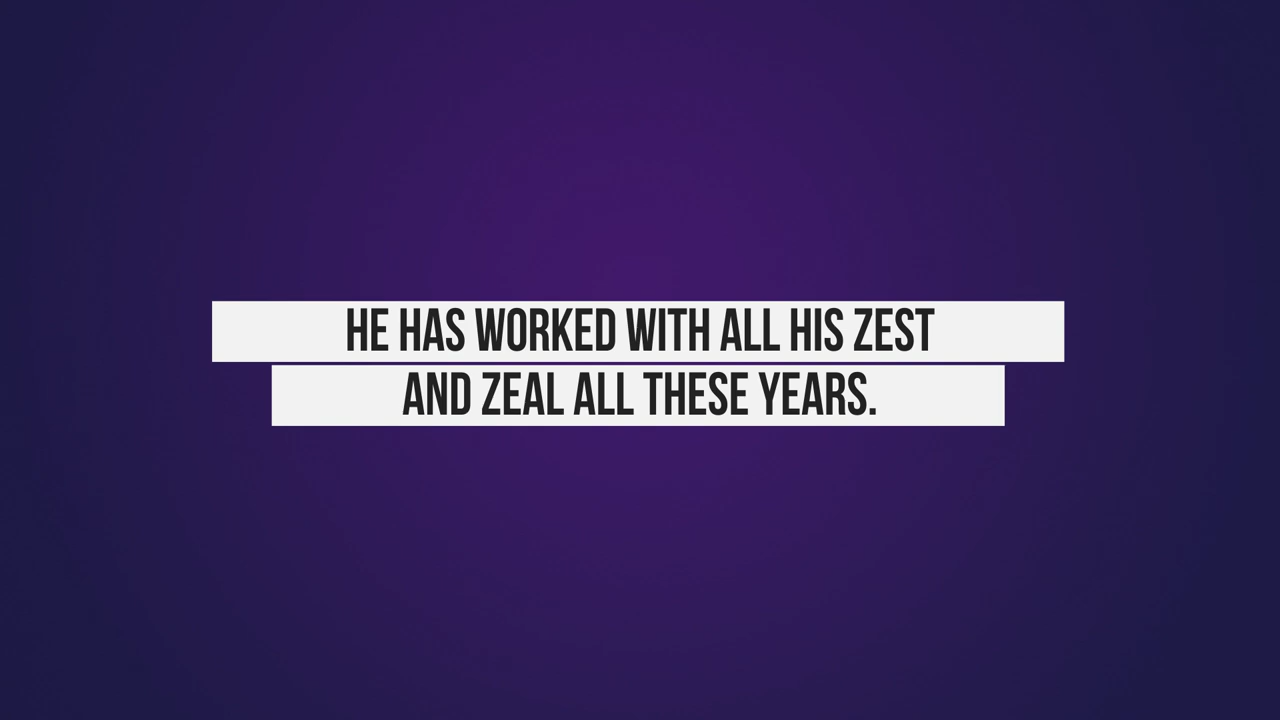 HE HAS WORKED WITH ALL HIS ZEST
AND ZEAL ALL THESE YEARS.